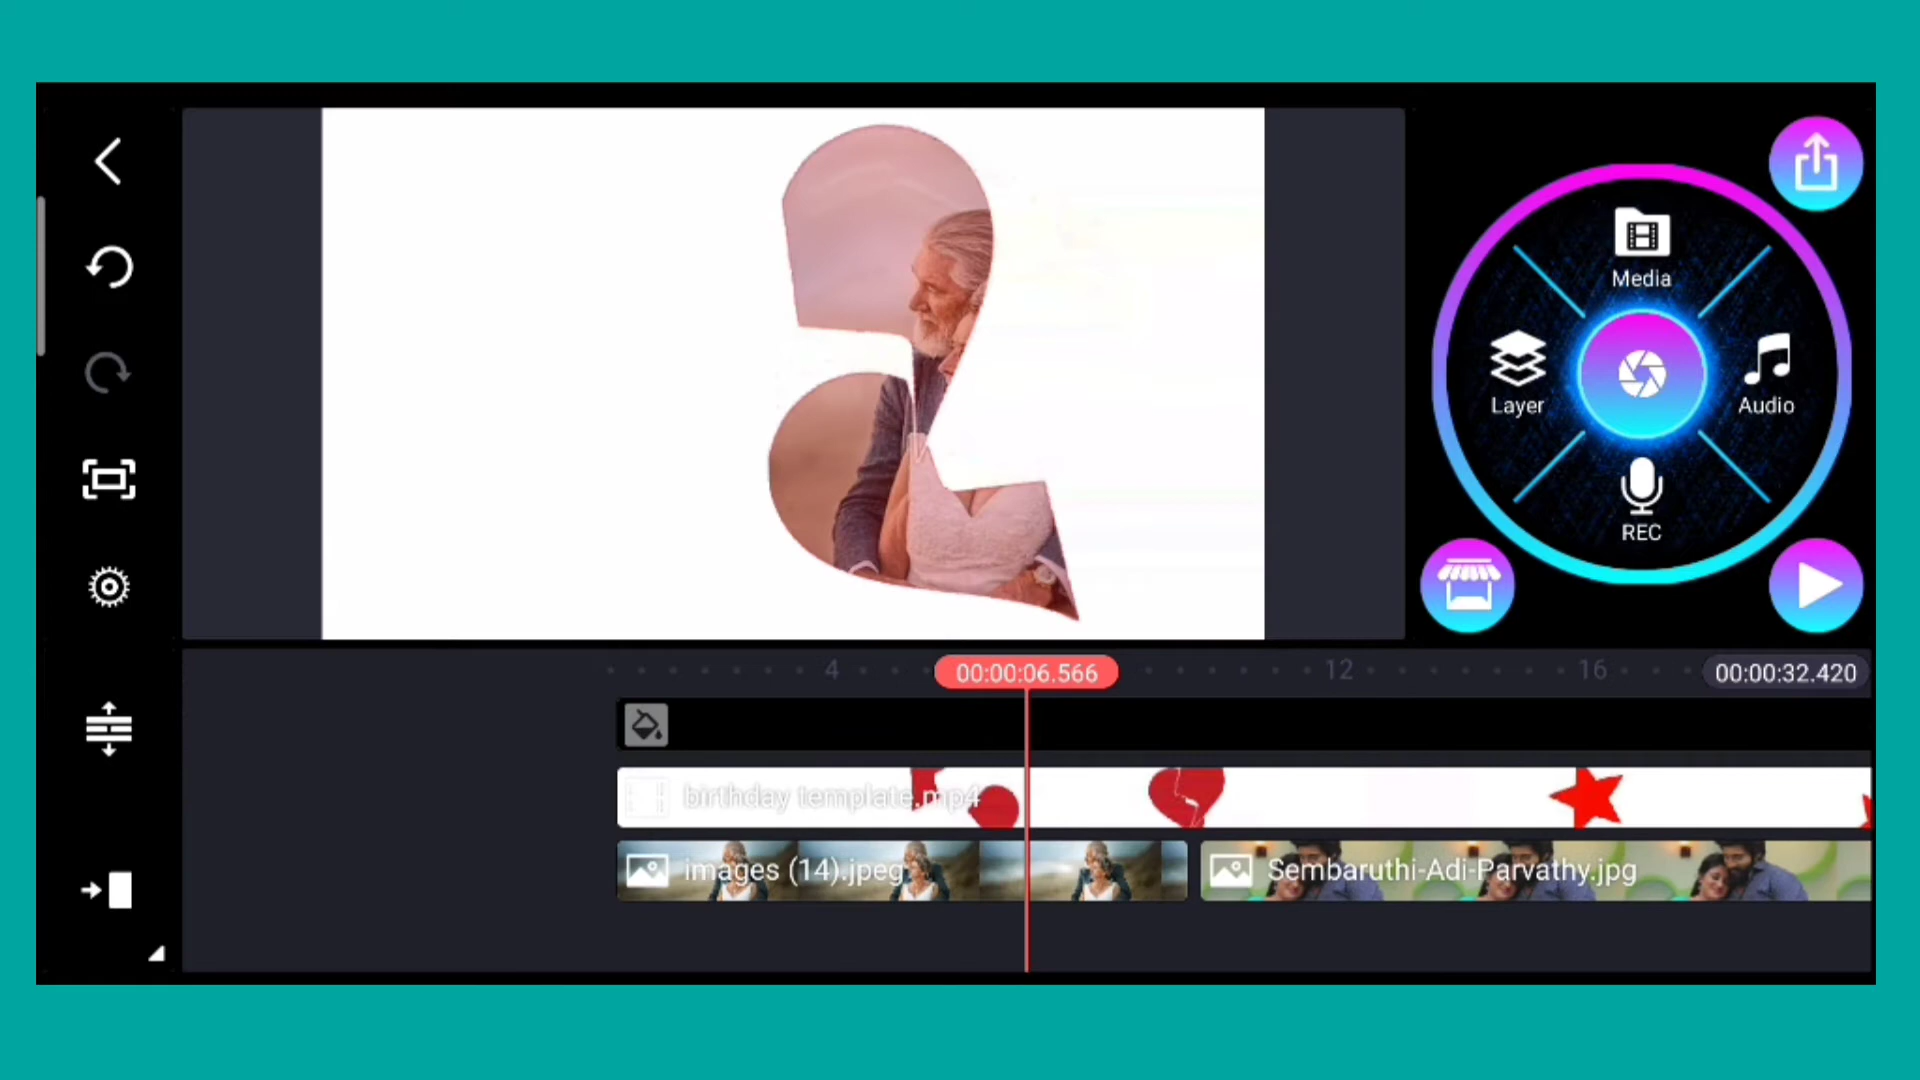 Media
Layer
Audio
REC
4
00:00:06.566
12
16
00:00:32.420
birthday template.mp4
images (14).jpeg
Sembaruthi-Adi-Parvathy.jpg